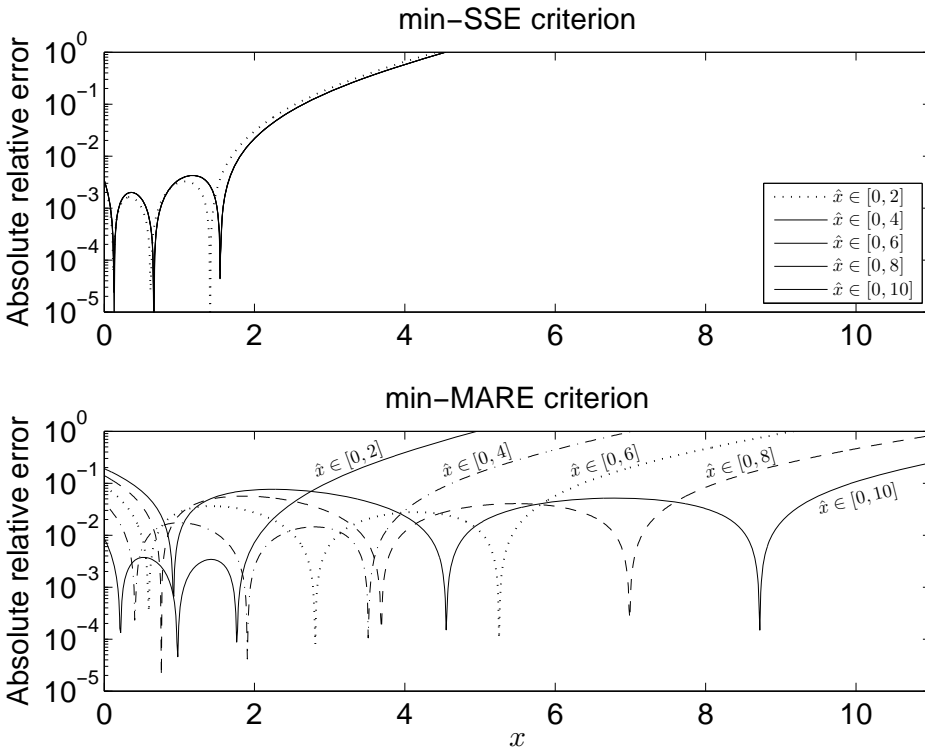 min−SSE criterion
Absolute relative error
10^0
10^−1
10^−2
10^−3
10^−4
10^−5
0 2 4 6 8 10
x̂ ∈ [0, 2]
x̂ ∈ [0, 4]
x̂ ∈ [0, 6]
x̂ ∈ [0, 8]
x̂ ∈ [0, 10]
min−MARE criterion
Absolute relative error
10^0
10^−1
10^−2
10^−3
10^−4
10^−5
x̂ ∈ [0, 2]
x̂ ∈ [0, 4]
x̂ ∈ [0, 6]
x̂ ∈ [0, 8]
x̂ ∈ [0, 10]
0 2 4 6 8 10
x